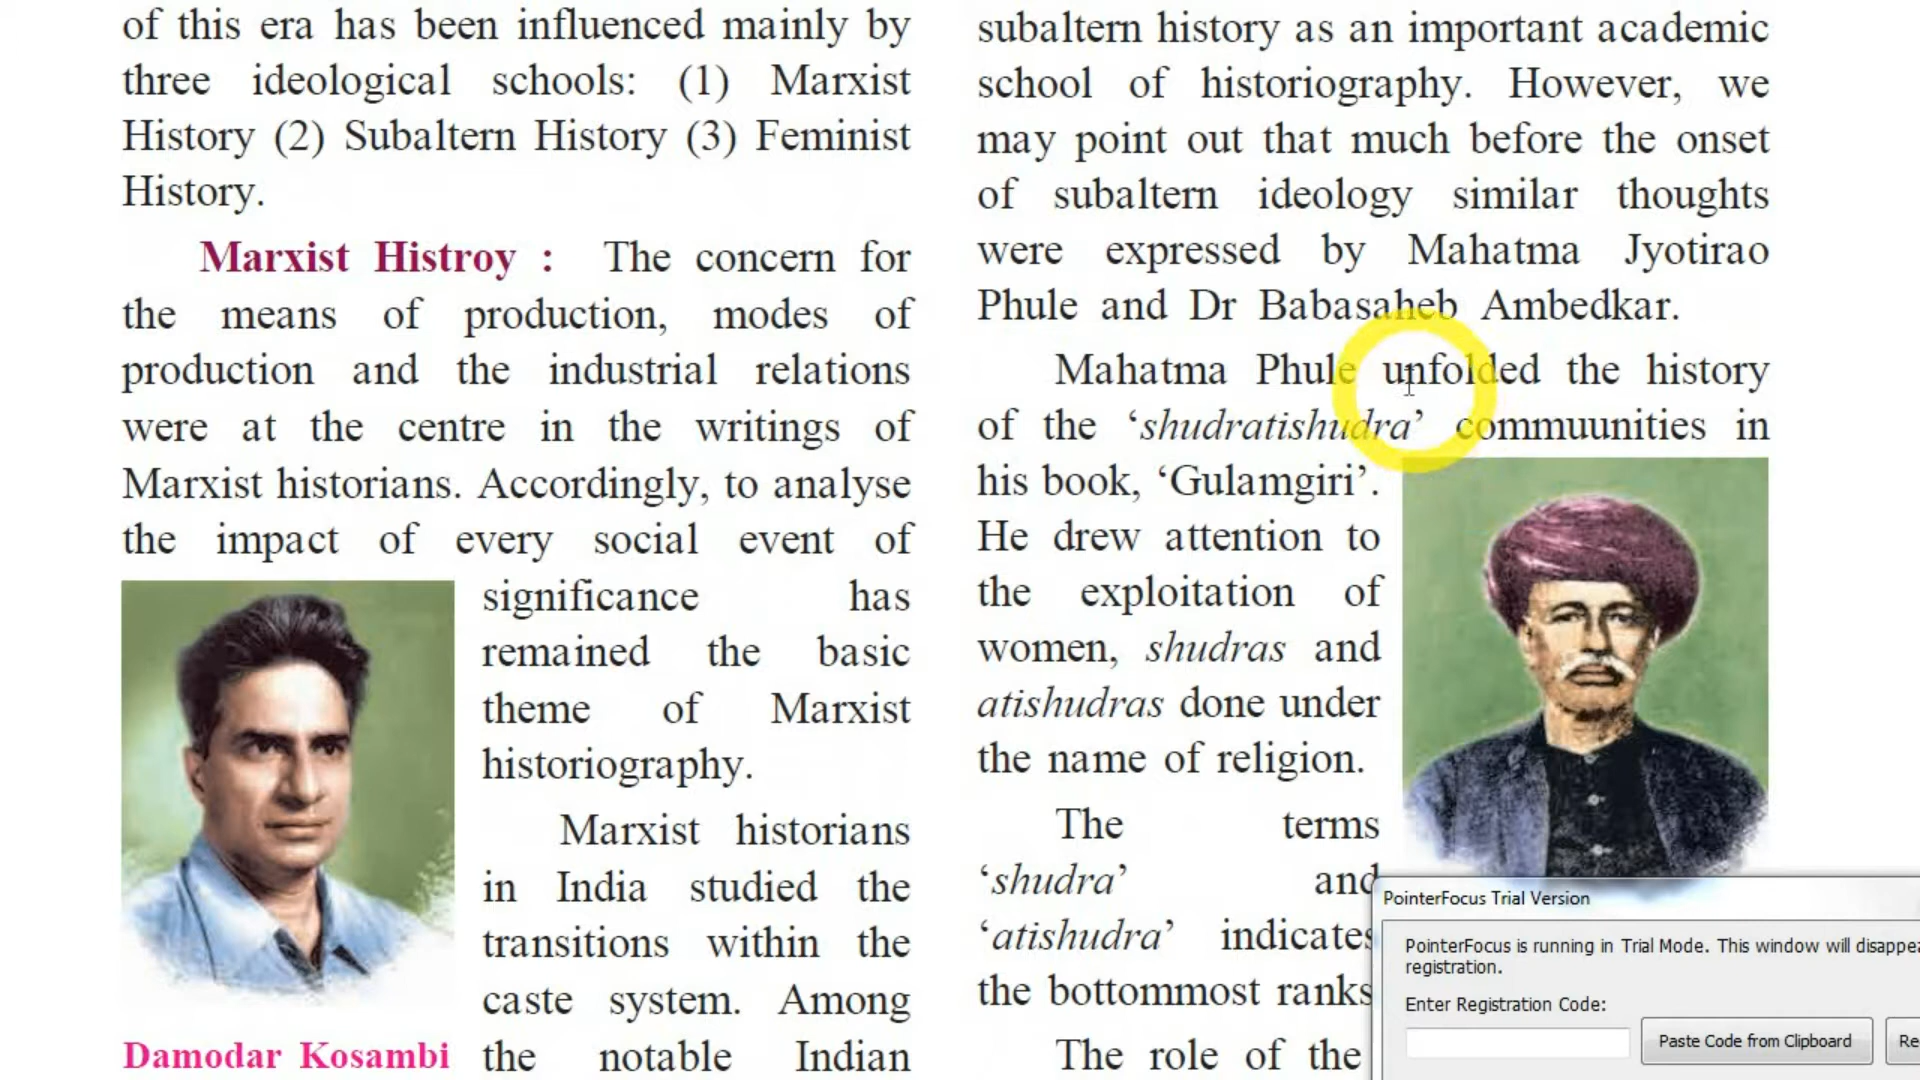 of this era has been influenced mainly by
three ideological schools: (1) Marxist
History (2) Subaltern History (3) Feminist
History.
Marxist Histroy : The concern for
the means of production, modes of
production and the industrial relations
were at the centre in the writings of
Marxist historians. Accordingly, to analyse
the impact of every social event of
significance has
remained the basic
theme of Marxist
historiography.
Marxist historians
in India studied the
transitions within the
caste system. Among
the notable Indian
Damodar Kosambi
subaltern history as an important academic
school of historiography. However, we
may point out that much before the onset
of subaltern ideology similar thoughts
were expressed by Mahatma Jyotirao
Phule and Dr Babasaheb Ambedkar.
Mahatma Phule unfolded the history
of the ‘shudratishudra’ commuunities in
his book, ‘Gulamgiri’.
He drew attention to
the exploitation of
women, shudras and
atishudras done under
the name of religion.
The terms
‘shudra’ and
‘atishudra’ indicates
the bottommost ranks
The role of the
PointerFocus Trial Version
PointerFocus is running in Trial Mode. This window will
registration.
Enter Registration Code:
Paste Code from Clipboard